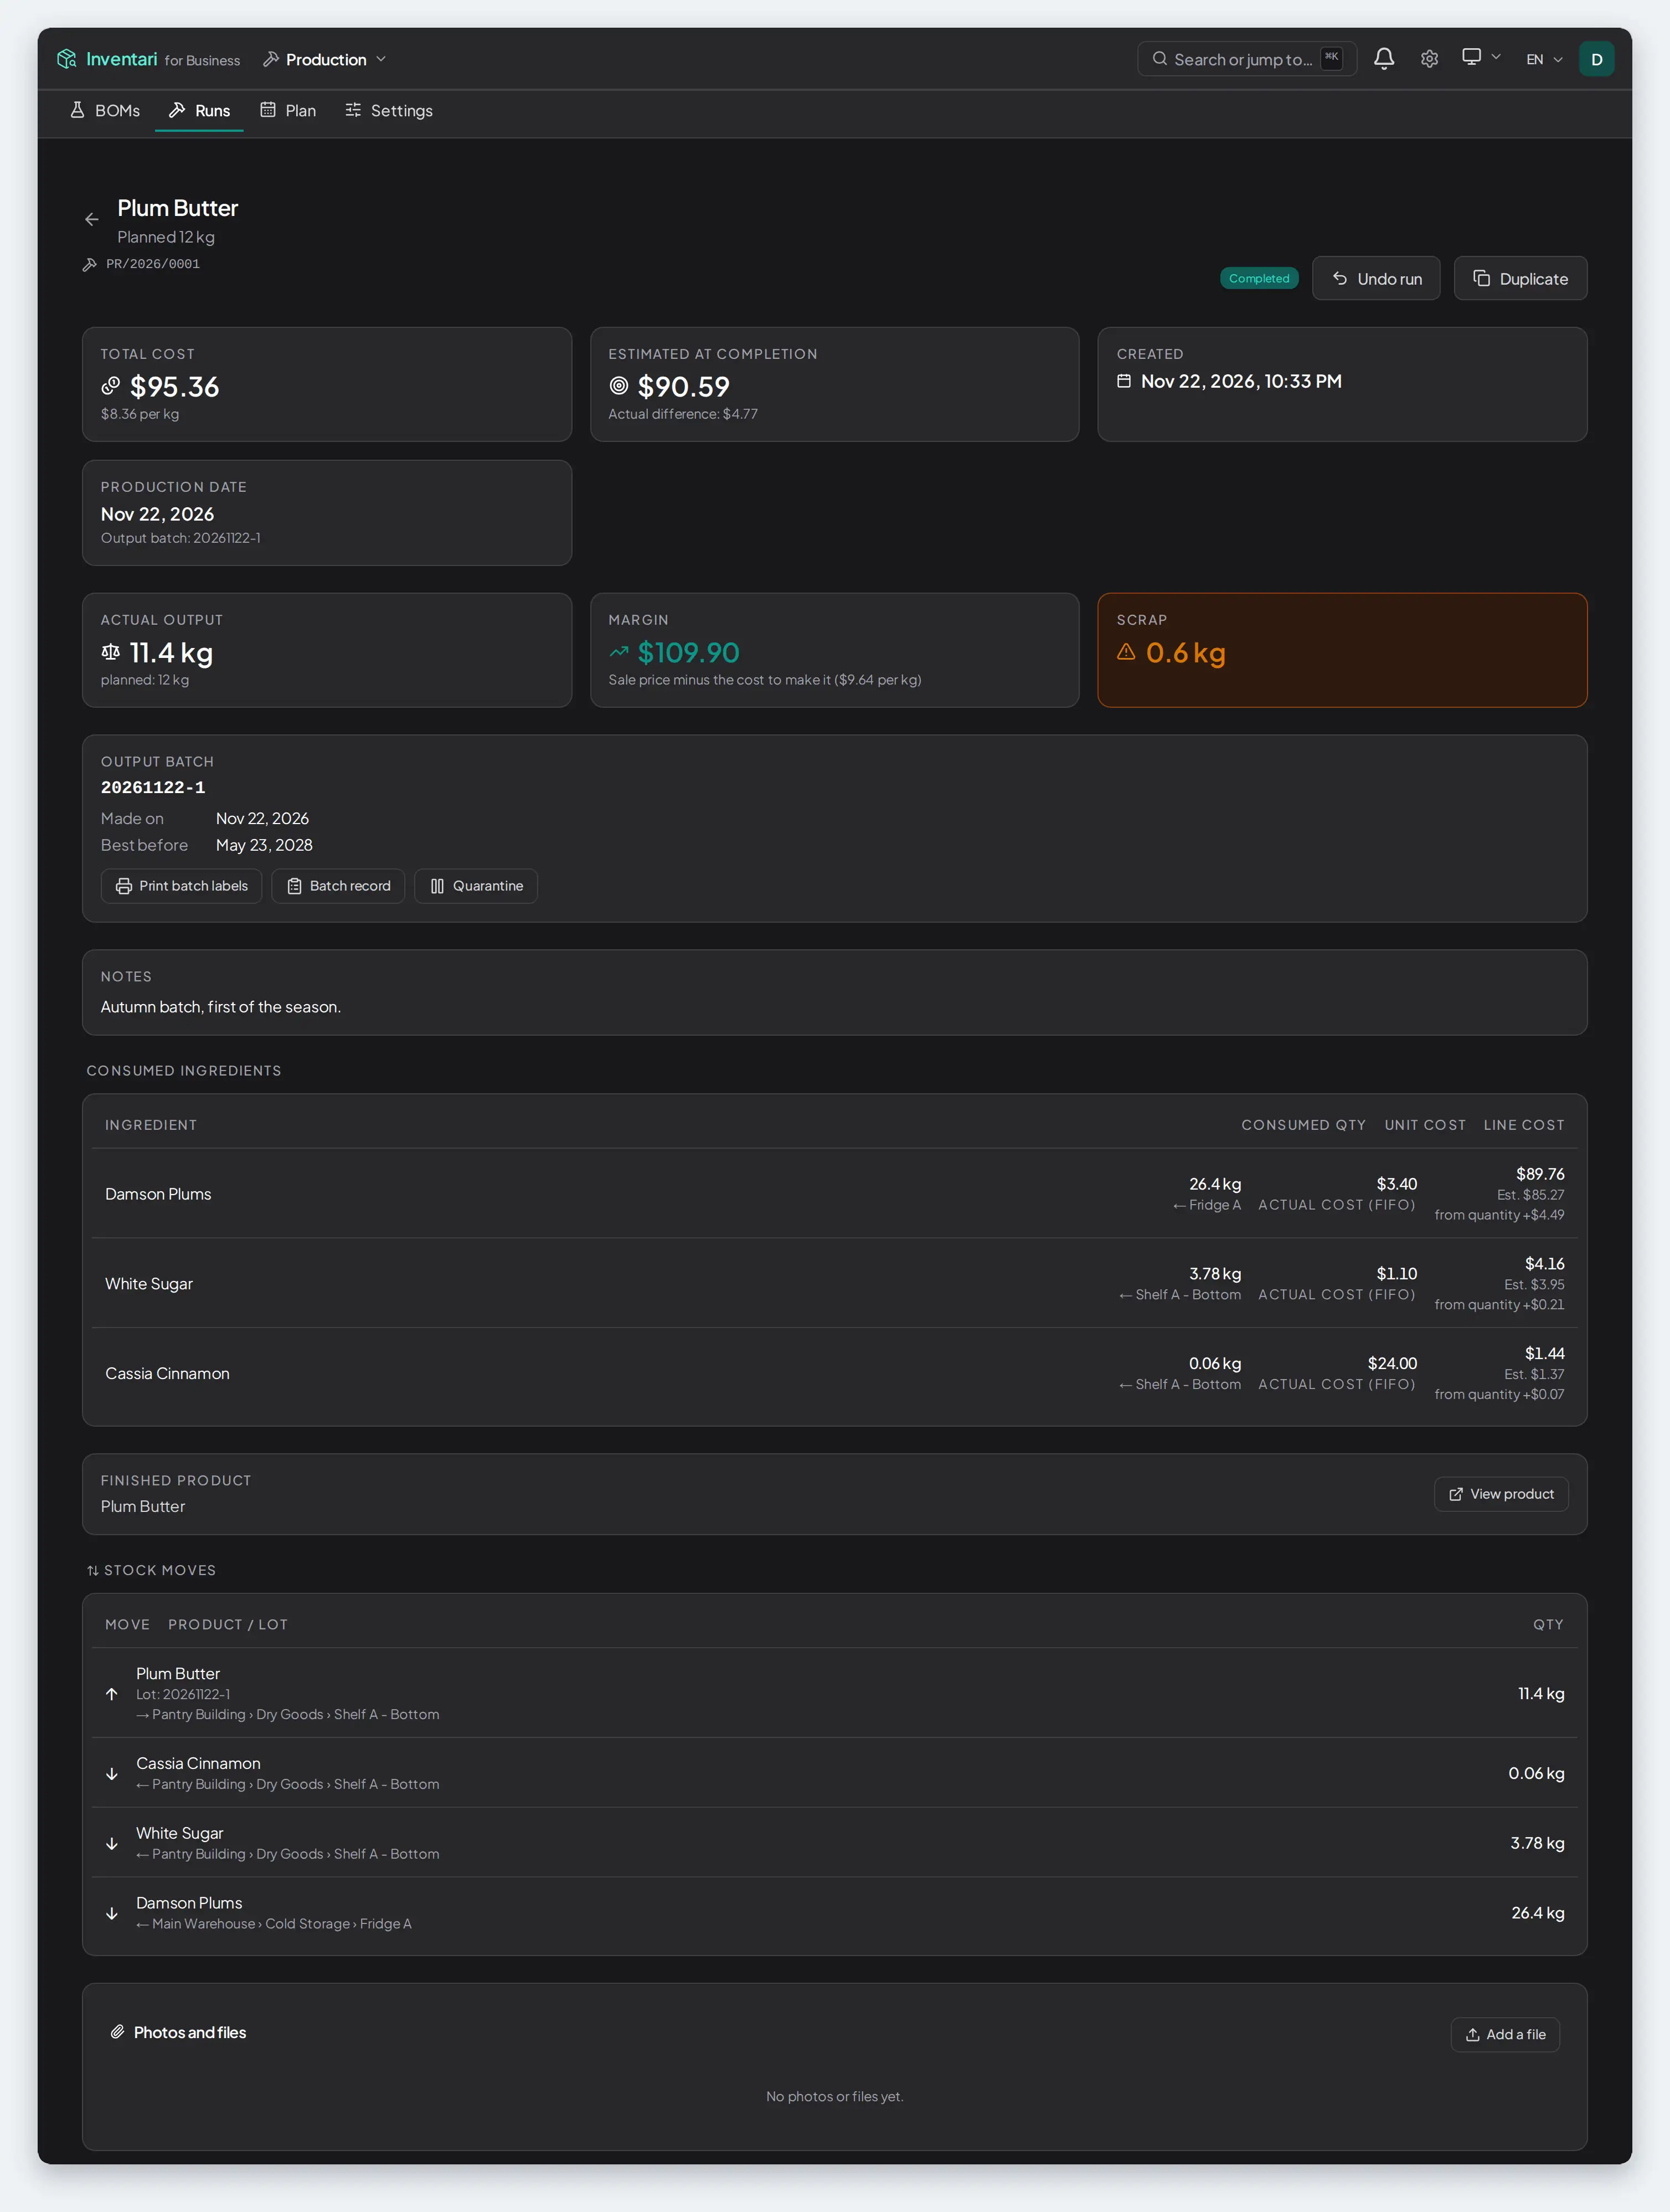 Inventari for Business Production Search or jump to... ⌘K EN D
BOMs Runs Plan Settings
Plum Butter
Planned 12 kg
PR/2026/0001
Completed Undo run Duplicate
TOTAL COST
$95.36
$8.36 per kg
ESTIMATED AT COMPLETION
$90.59
Actual difference: $4.77
CREATED
Nov 22, 2026, 10:33 PM
PRODUCTION DATE
Nov 22, 2026
Output batch: 20261122-1
ACTUAL OUTPUT
11.4 kg
planned: 12 kg
MARGIN
$109.90
Sale price minus the cost to make it ($9.64 per kg)
SCRAP
0.6 kg
OUTPUT BATCH
20261122-1
Made on Nov 22, 2026
Best before May 23, 2028
Print batch labels Batch record Quarantine
NOTES
Autumn batch, first of the season.
CONSUMED INGREDIENTS
INGREDIENT CONSUMED QTY UNIT COST LINE COST
Damson Plums
26.4 kg
← Fridge A
$3.40
ACTUAL COST (FIFO)
$89.76
Est. $85.27
from quantity +$4.49
White Sugar
3.78 kg
← Shelf A - Bottom
$1.10
ACTUAL COST (FIFO)
$4.16
Est. $3.95
from quantity +$0.21
Cassia Cinnamon
0.06 kg
← Shelf A - Bottom
$24.00
ACTUAL COST (FIFO)
$1.44
Est. $1.37
from quantity +$0.07
FINISHED PRODUCT
Plum Butter
View product
STOCK MOVES
MOVE PRODUCT / LOT QTY
Plum Butter
Lot: 20261122-1
→ Pantry Building › Dry Goods › Shelf A - Bottom
11.4 kg
Cassia Cinnamon
← Pantry Building › Dry Goods › Shelf A - Bottom
0.06 kg
White Sugar
← Pantry Building › Dry Goods › Shelf A - Bottom
3.78 kg
Damson Plums
← Main Warehouse › Cold Storage › Fridge A
26.4 kg
Photos and files
Add a file
No photos or files yet.